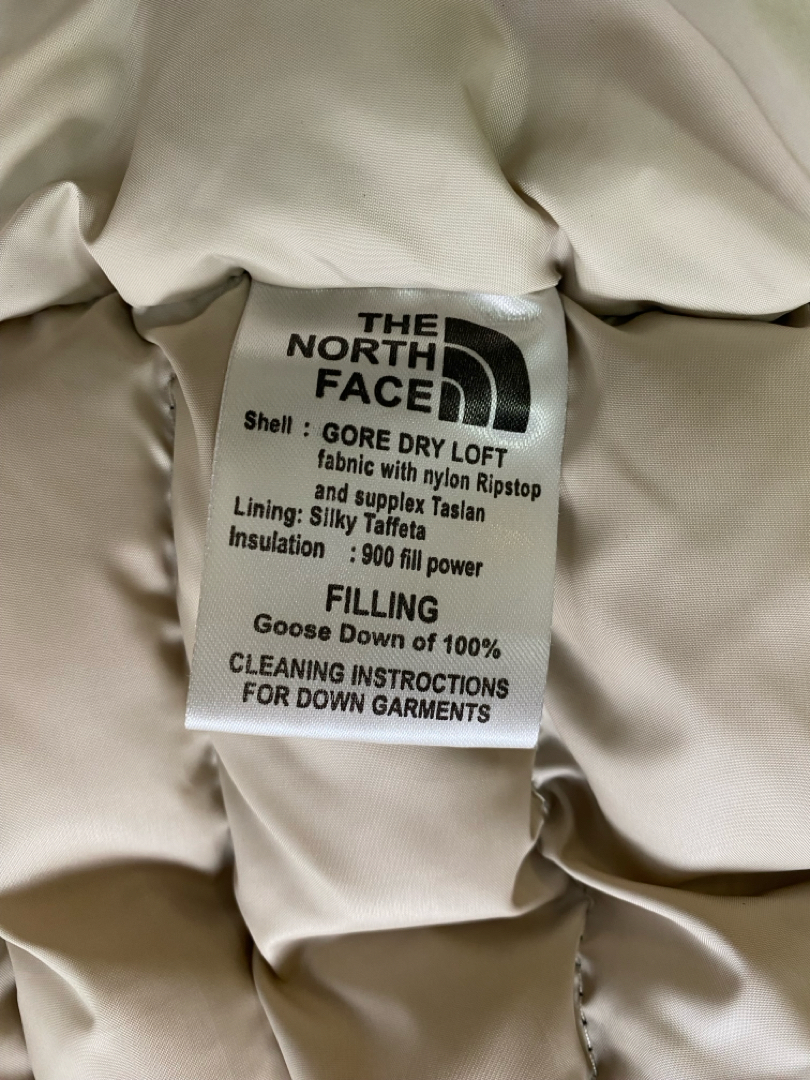 THE
NORTH
FACE
Shell : GORE DRY LOFT
fabnic with nylon Ripstop
and supplex Taslan
Lining: Silky Taffeta
Insulation : 900 fill power
FILLING
Goose Down of 100%
CLEANING INSTROCTIONS
FOR DOWN GARMENTS